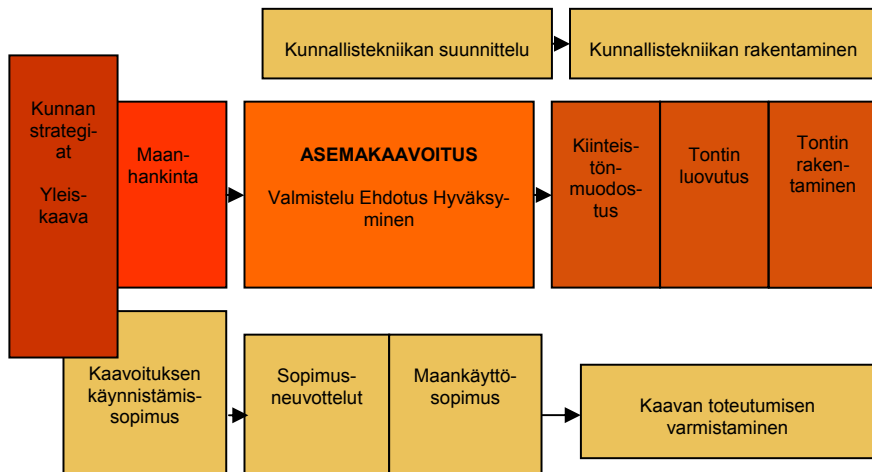 Kunnallistekniikan suunnittelu
Kunnallistekniikan rakentaminen
Kunnan
strategi-
at
Yleis-
kaava
Maan-
hankinta
ASEMAKAAVOITUS
Valmistelu Ehdotus Hyväksy-
minen
Kiinteis-
tön-
muodos-
tus
Tontin
luovutus
Tontin
raken-
taminen
Kaavoituksen
käynnistämis-
sopimus
Sopimus-
neuvottelut
Maankäyttö-
sopimus
Kaavan toteutumisen
varmistaminen